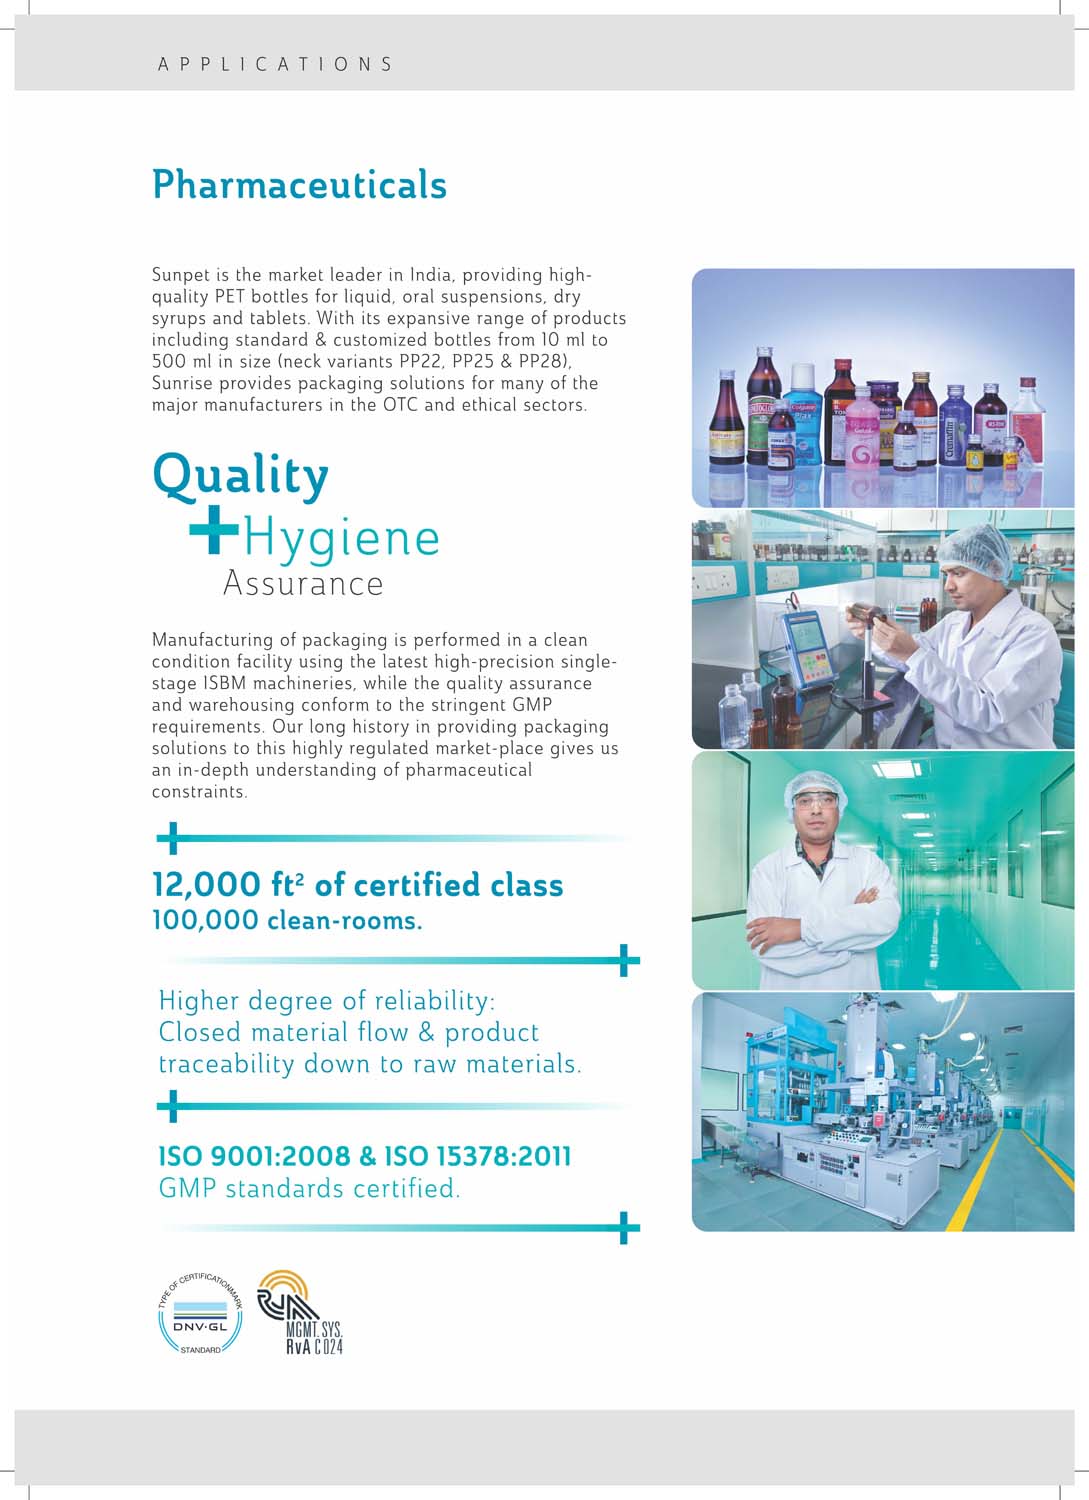 APPLICATIONS
Pharmaceuticals
Sunpet is the market leader in India, providing high-
quality PET bottles for liquid, oral suspensions, dry
syrups and tablets. With its expansive range of products
including standard & customized bottles from 10 ml to
500 ml in size (neck variants PP22, PP25 & PP28),
Sunrise provides packaging solutions for many of the
major manufacturers in the OTC and ethical sectors.
Quality
+Hygiene
Assurance
Manufacturing of packaging is performed in a clean
condition facility using the latest high-precision single-
stage ISBM machineries, while the quality assurance
and warehousing conform to the stringent GMP
requirements. Our long history in providing packaging
solutions to this highly regulated market-place gives us
an in-depth understanding of pharmaceutical
constraints.
12,000 ft² of certified class
100,000 clean-rooms.
Higher degree of reliability:
Closed material flow & product
traceability down to raw materials.
ISO 9001:2008 & ISO 15378:2011
GMP standards certified.
TYPE OF CERTIFICATIONMARK
DNV·GL
STANDARD
RvA
MGMT. SYS.
RvA C 024
Colgate
Plax